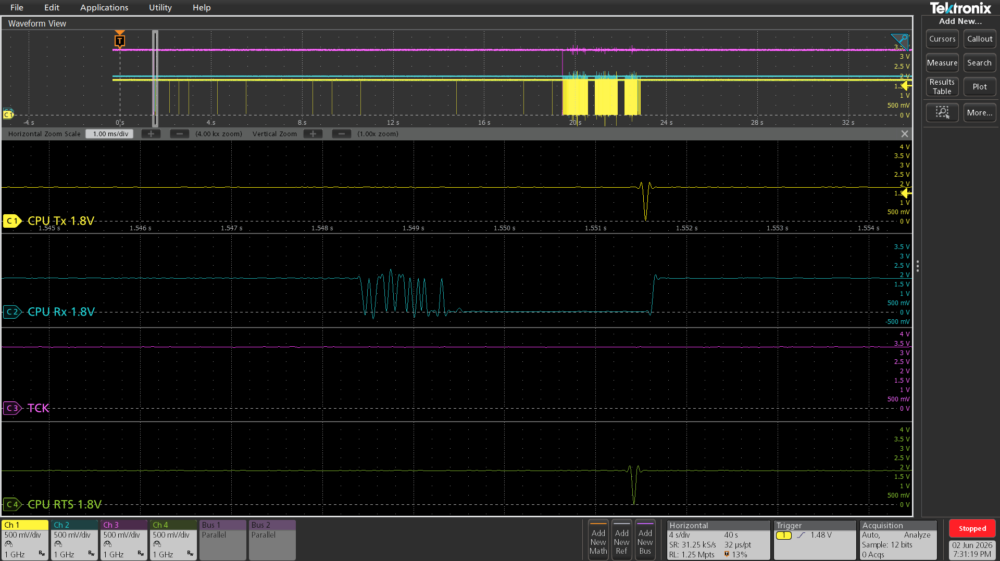 File Edit Applications Utility Help
Tektronix
Waveform View
Add New...
Cursors Callout
Measure Search
Results Table Plot
More...
T
3 V
2.5 V
2 V
1 V
500 mV
0 V
C1
-4 s 0 s 4 s 8 s 12 s 16 s 20 s 24 s 28 s 32 s
Horizontal Zoom Scale 1.00 ms/div + − (4.00 kx zoom) Vertical Zoom + − (1.00x zoom)
4 V
3.5 V
3 V
2.5 V
2 V
1 V
500 mV
0 V
C 1 CPU Tx 1.8V
1.545 s 1.546 s 1.547 s 1.548 s 1.549 s 1.550 s 1.551 s 1.552 s 1.553 s 1.554 s
3.5 V
3 V
2.5 V
2 V
1.5 V
1 V
500 mV
0 V
-500 mV
C 2 CPU Rx 1.8V
4 V
3.5 V
3 V
2.5 V
2 V
1.5 V
1 V
500 mV
0 V
C 3 TCK
4 V
3.5 V
3 V
2.5 V
2 V
1.5 V
1 V
500 mV
0 V
C 4 CPU RTS 1.8V
Ch 1
500 mV/div
1 GHz Bw
Ch 2
500 mV/div
1 GHz Bw
Ch 3
500 mV/div
1 GHz Bw
Ch 4
500 mV/div
1 GHz Bw
Bus 1
Parallel
Bus 2
Parallel
Add New Math
Add New Ref
Add New Bus
Horizontal
4 s/div 40 s
SR: 31.25 kS/s 32 µs/pt
RL: 1.25 Mpts T 13%
Trigger
1 1.48 V
Acquisition
Auto, Analyze
Sample: 12 bits
0 Acqs
Stopped
02 Jun 2026
7:31:19 PM